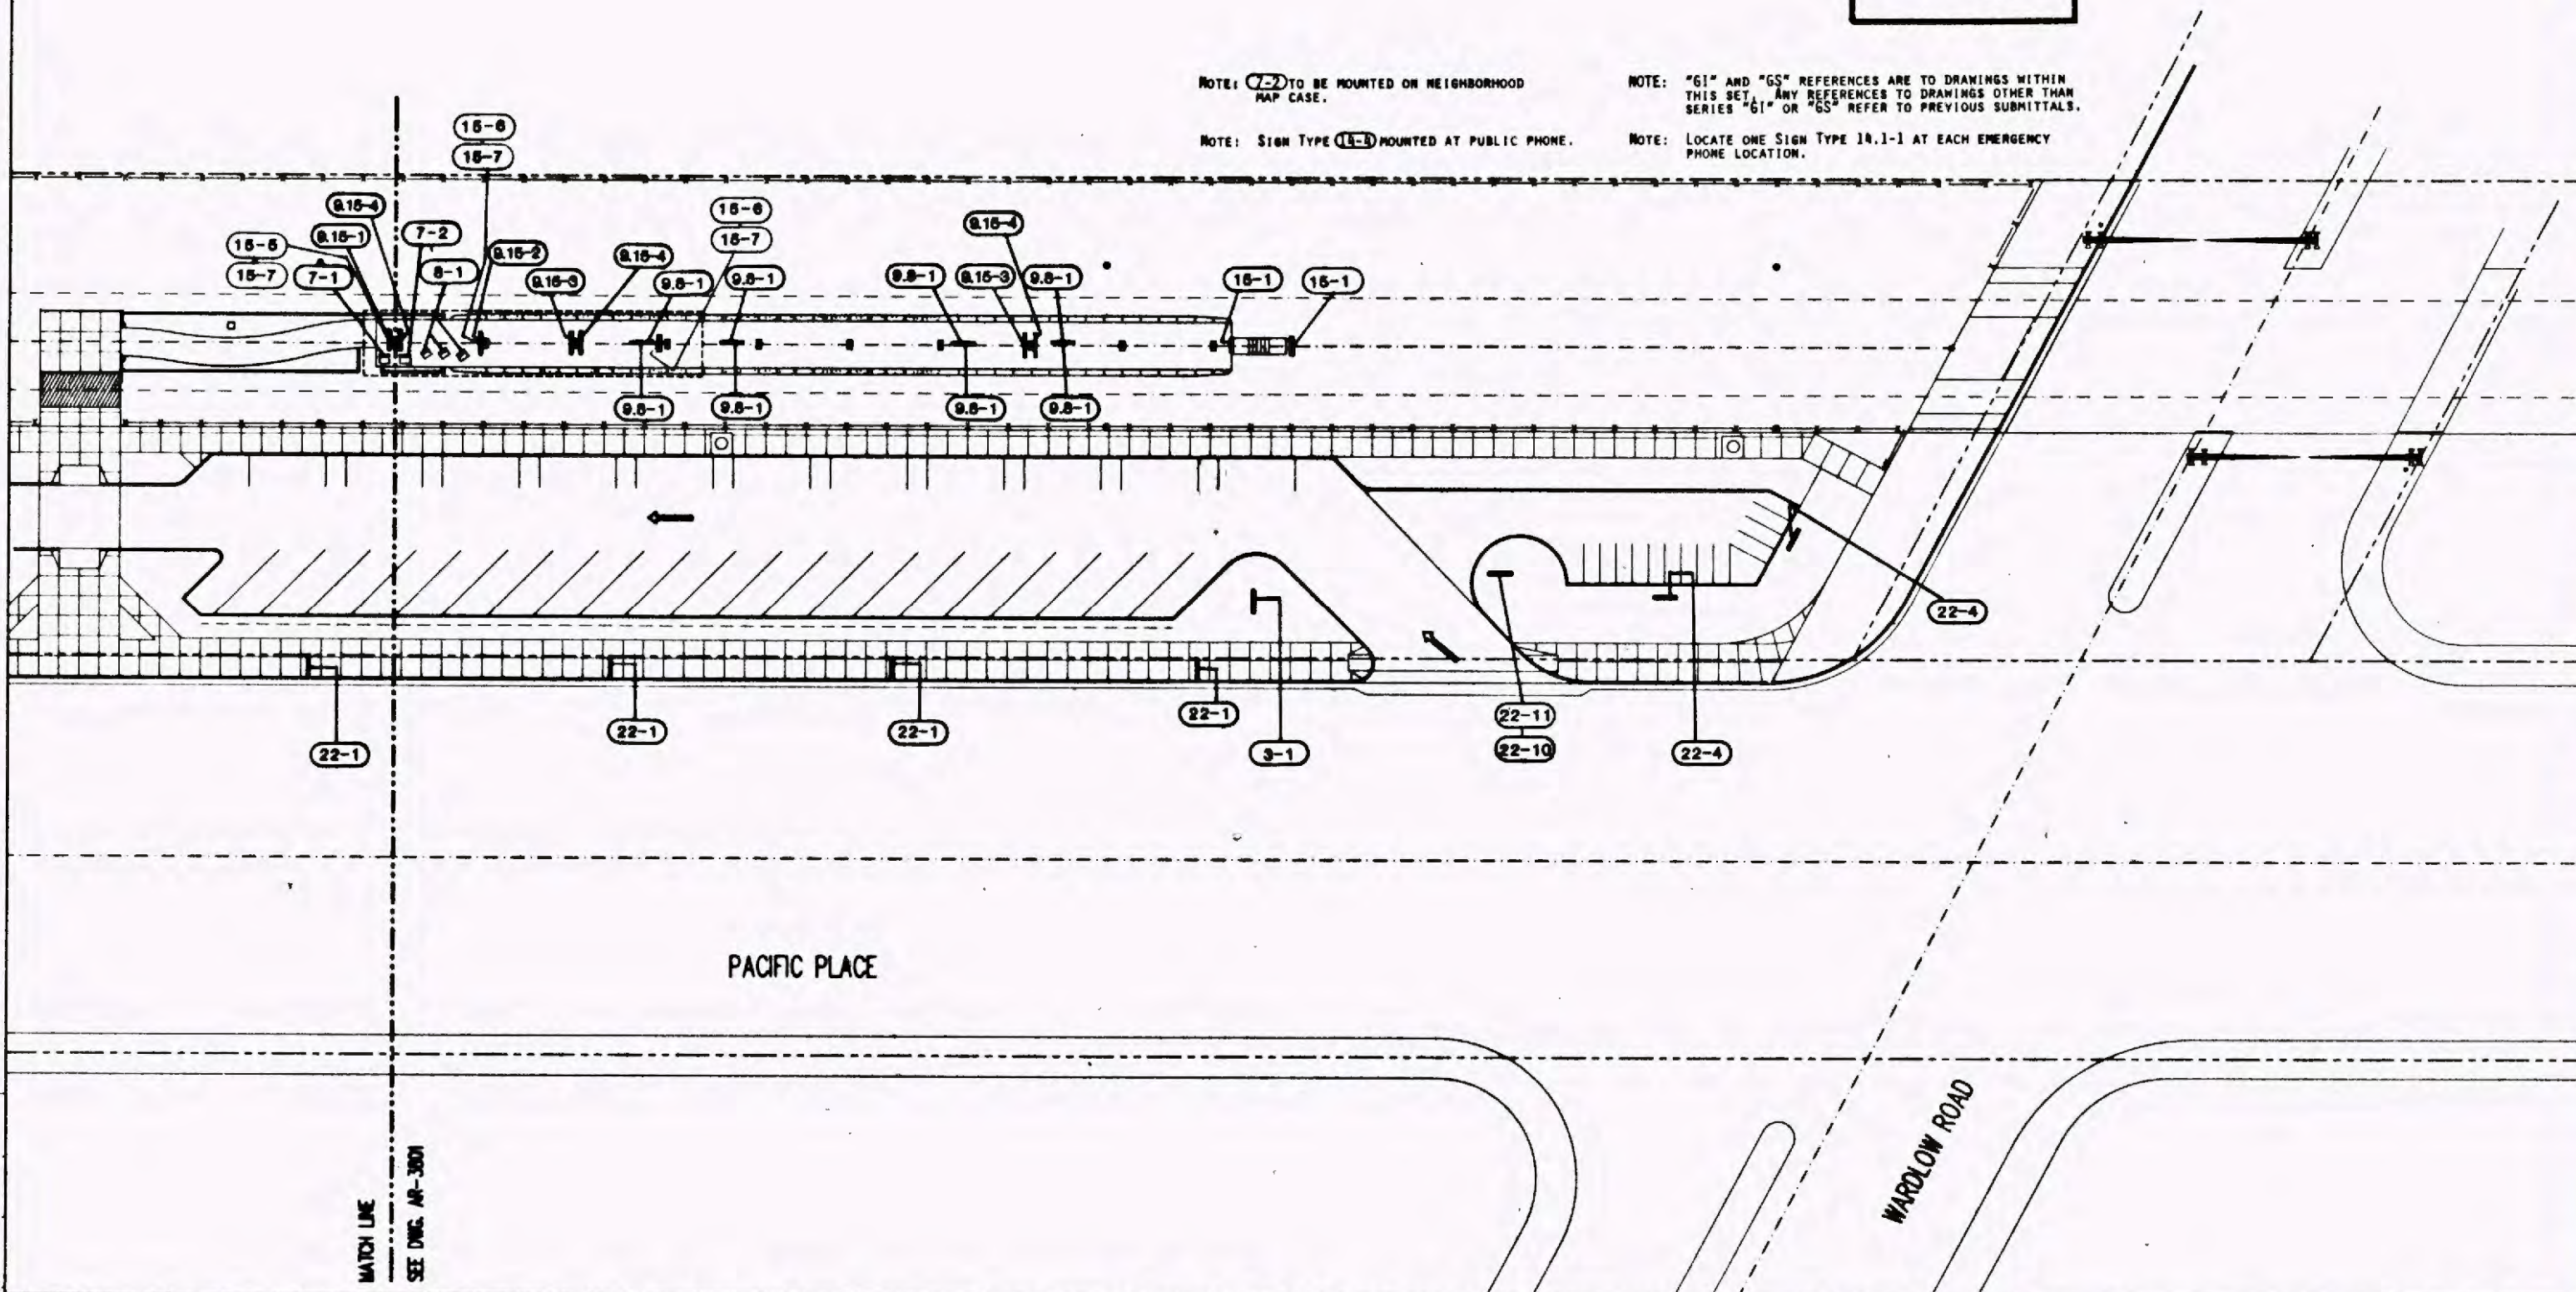 NOTE: 7-2 TO BE MOUNTED ON NEIGHBORHOOD
MAP CASE.
NOTE: "GI" AND "GS" REFERENCES ARE TO DRAWINGS WITHIN
THIS SET. ANY REFERENCES TO DRAWINGS OTHER THAN
SERIES "GI" OR "GS" REFER TO PREVIOUS SUBMITTALS.
NOTE: SIGN TYPE 14-4 MOUNTED AT PUBLIC PHONE.
NOTE: LOCATE ONE SIGN TYPE 14.1-1 AT EACH EMERGENCY
PHONE LOCATION.
15-6
15-7
9.15-4
15-5
9.15-1
7-2
15-7
7-1
8-1
9.15-2
9.15-3
9.15-4
9.8-1
15-6
15-7
9.8-1
9.15-4
9.8-1
9.15-3
9.8-1
15-1
15-1
9.8-1
9.8-1
9.8-1
9.8-1
22-4
22-1
22-1
22-1
22-1
3-1
22-11
22-10
22-4
PACIFIC PLACE
WARDLOW ROAD
MATCH LINE
SEE DWG. AR-3801